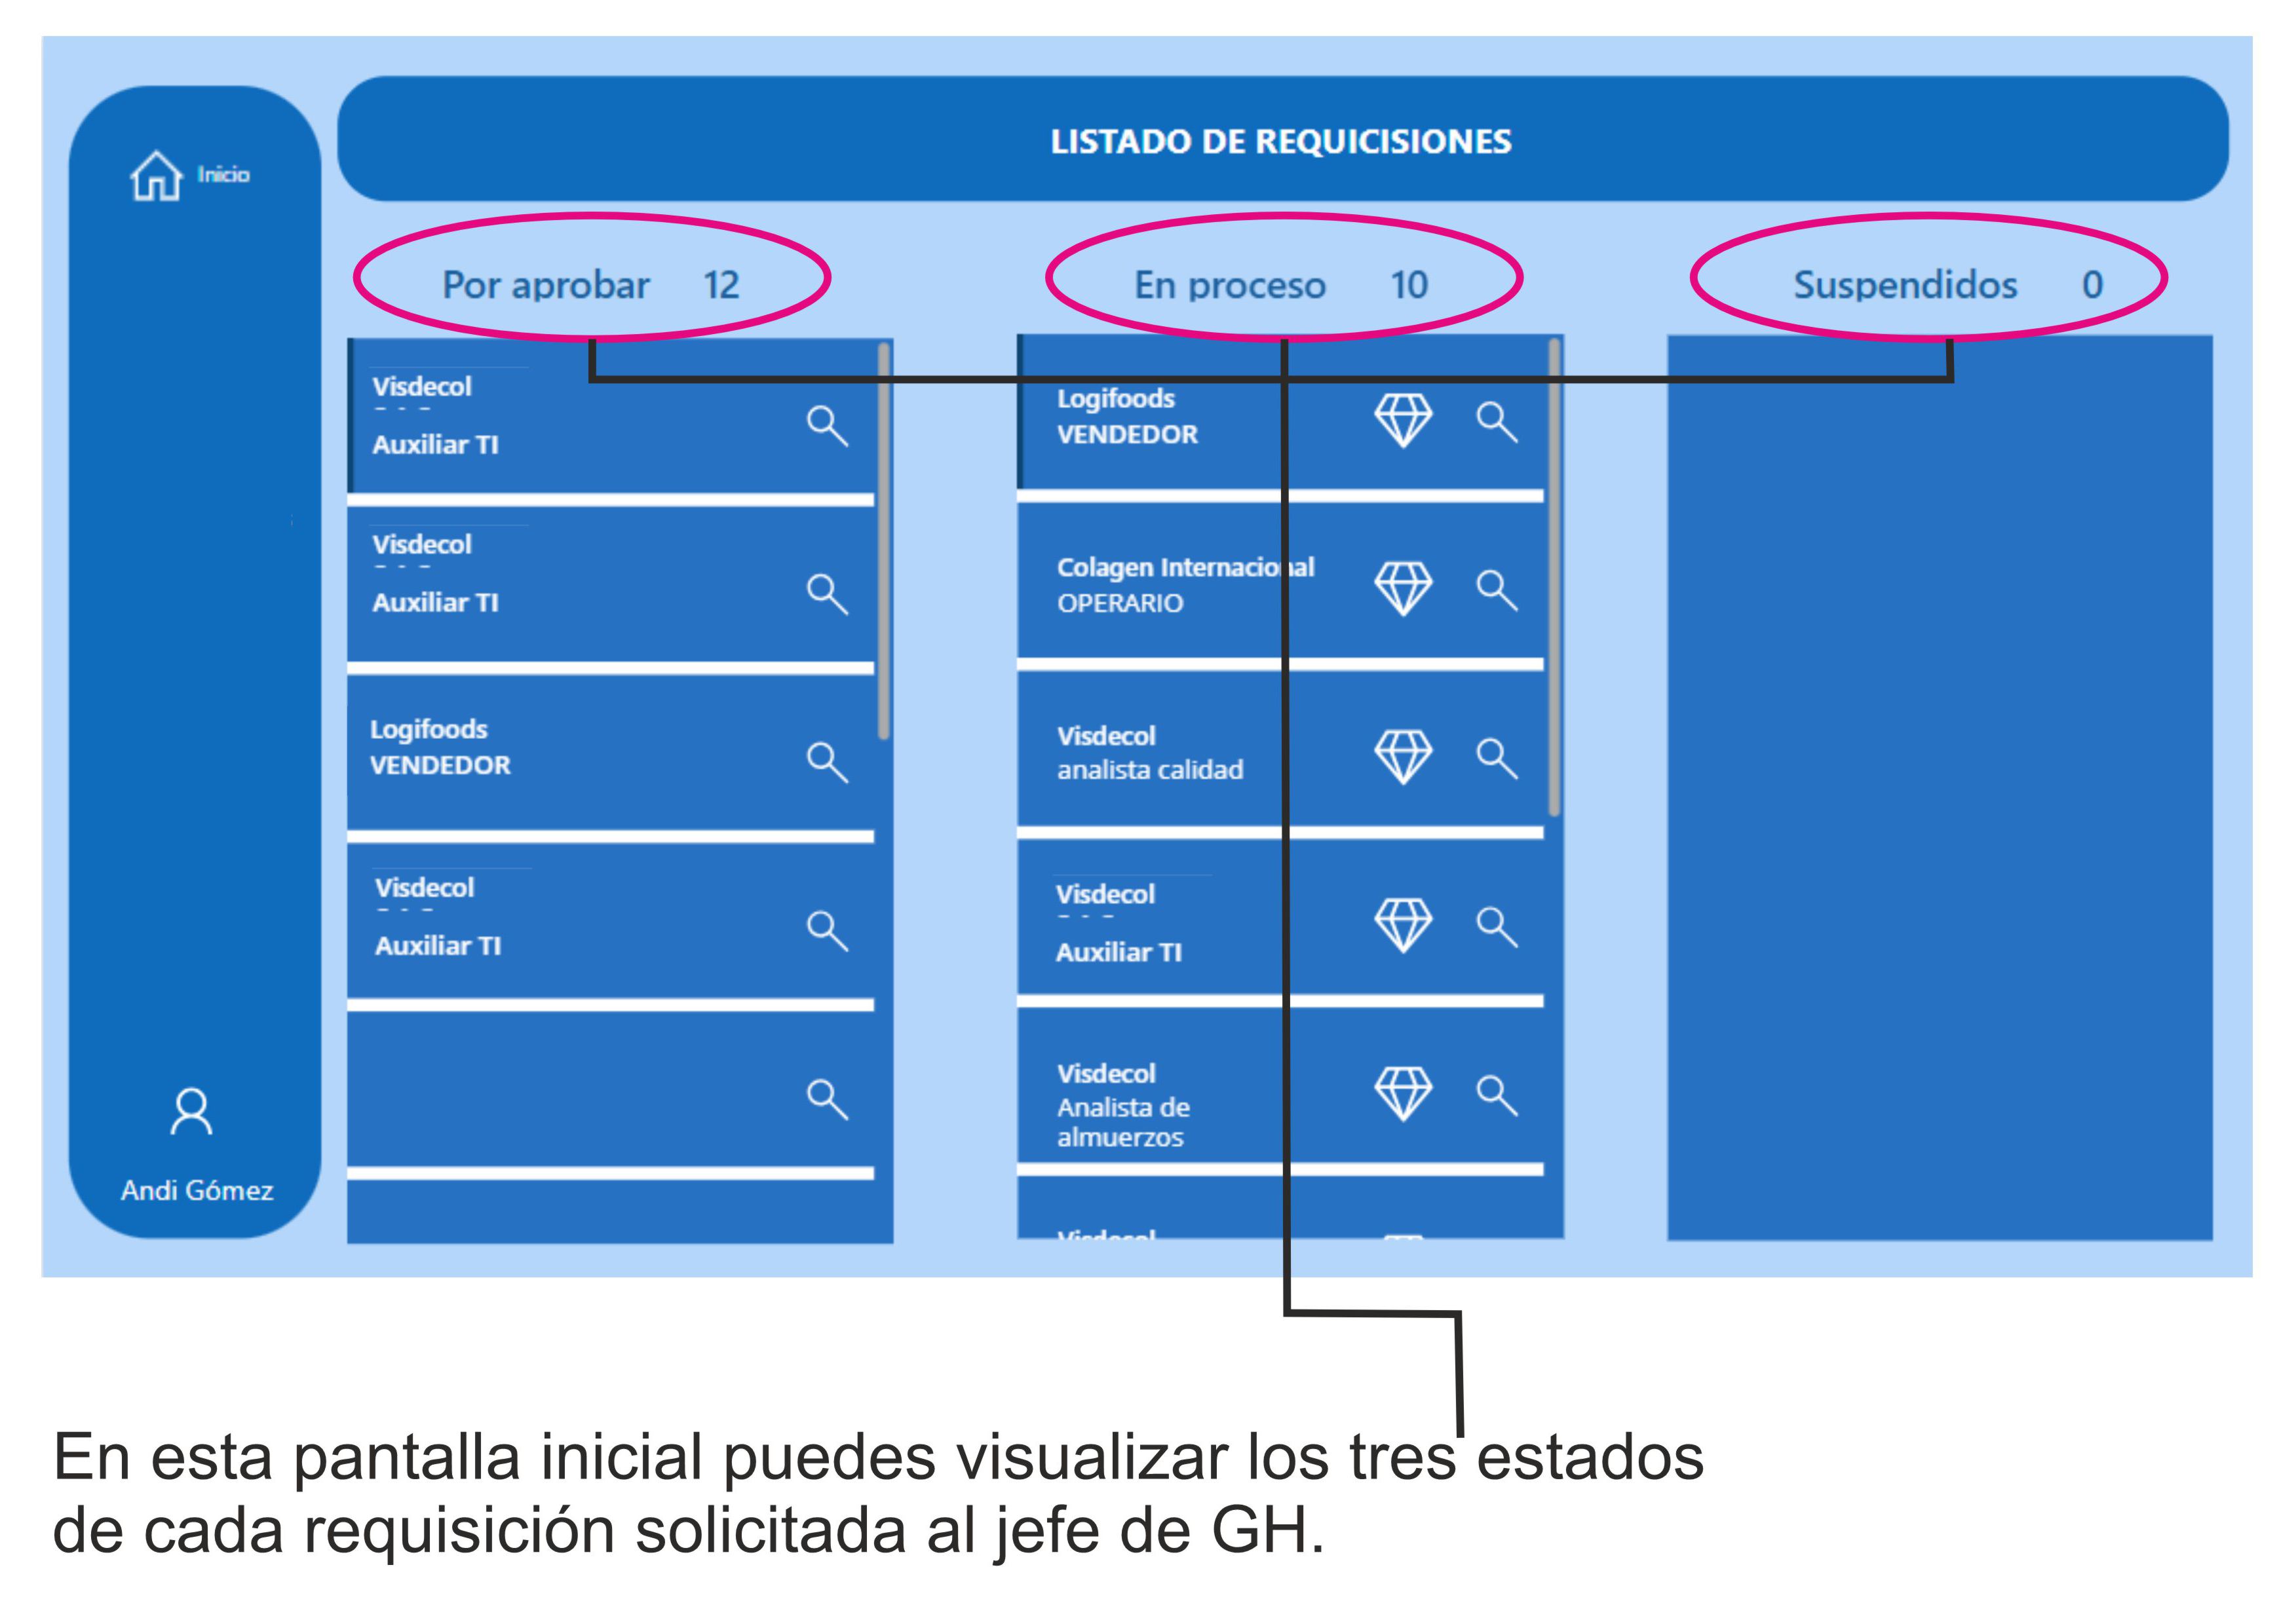 Inicio
LISTADO DE REQUICISIONES
Por aprobar 12
En proceso 10
Suspendidos 0
Visdecol
Auxiliar TI
Visdecol
Auxiliar TI
Logifoods
VENDEDOR
Visdecol
Auxiliar TI
Logifoods
VENDEDOR
Colagen Internacional
OPERARIO
Visdecol
analista calidad
Visdecol
Auxiliar TI
Visdecol
Analista de
almuerzos
Visdecol
Andi Gómez
En esta pantalla inicial puedes visualizar los tres estados
de cada requisición solicitada al jefe de GH.